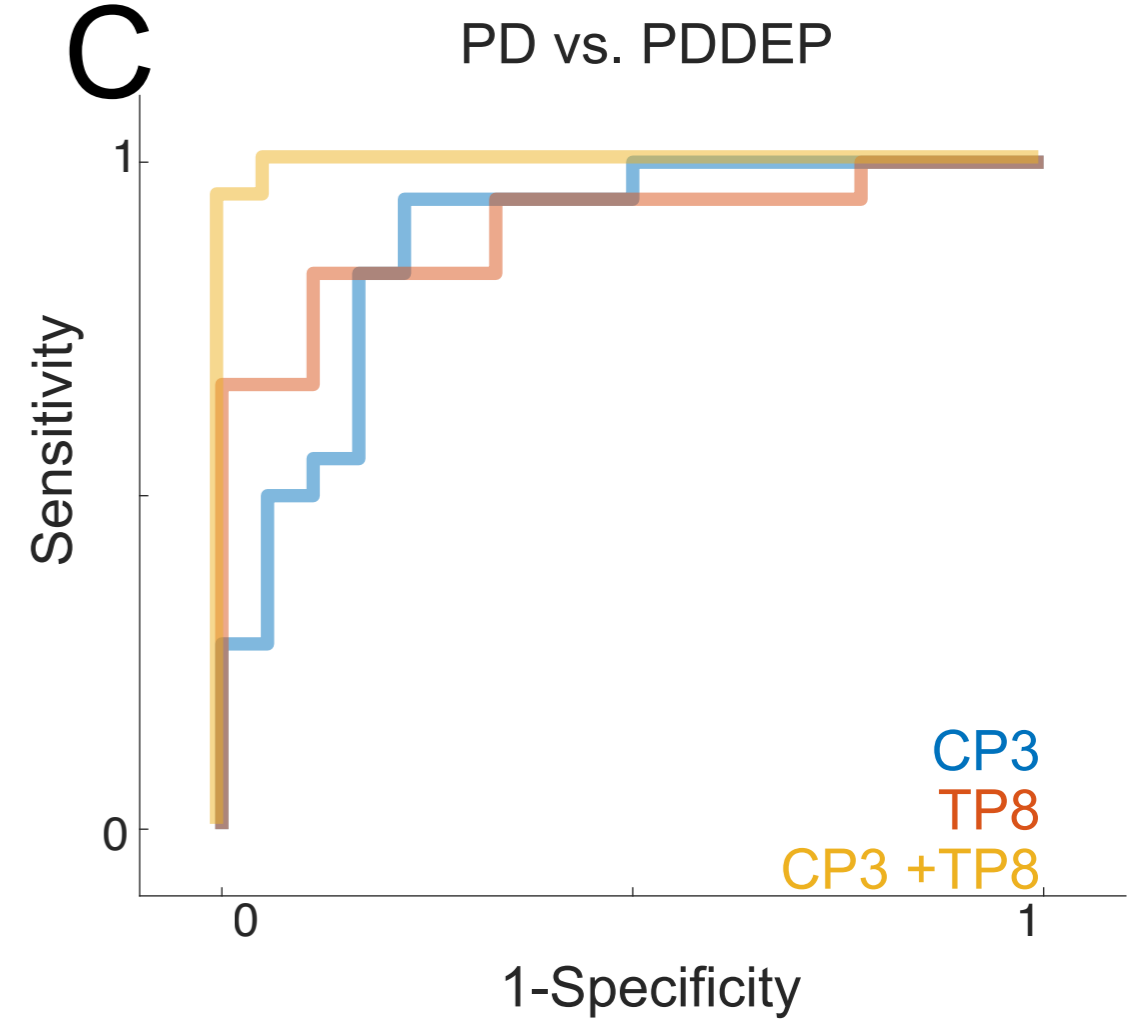 C
PD vs. PDDEP
1
Sensitivity
0
CP3
TP8
CP3 +TP8
0
1
1-Specificity